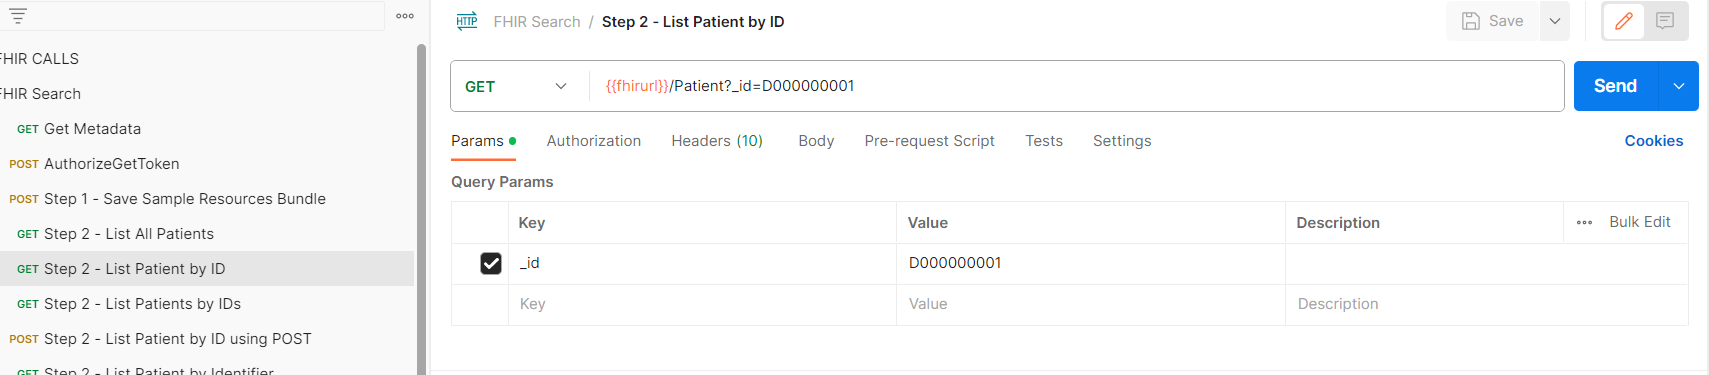 FHIR CALLS
FHIR Search
GET Get Metadata
POST AuthorizeGetToken
POST Step 1 - Save Sample Resources Bundle
GET Step 2 - List All Patients
GET Step 2 - List Patient by ID
GET Step 2 - List Patients by IDs
POST Step 2 - List Patient by ID using POST
GET Step 2 - List Patient by Identifier
HTTP FHIR Search / Step 2 - List Patient by ID
Save
GET {{fhirurl}}/Patient?_id=D000000001
Send
Params Authorization Headers (10) Body Pre-request Script Tests Settings Cookies
Query Params
Key Value Description Bulk Edit
_id D000000001
Key Value Description